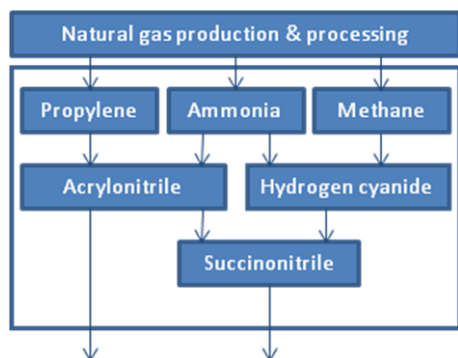 Natural gas production & processing
Propylene
Ammonia
Methane
Acrylonitrile
Hydrogen cyanide
Succinonitrile